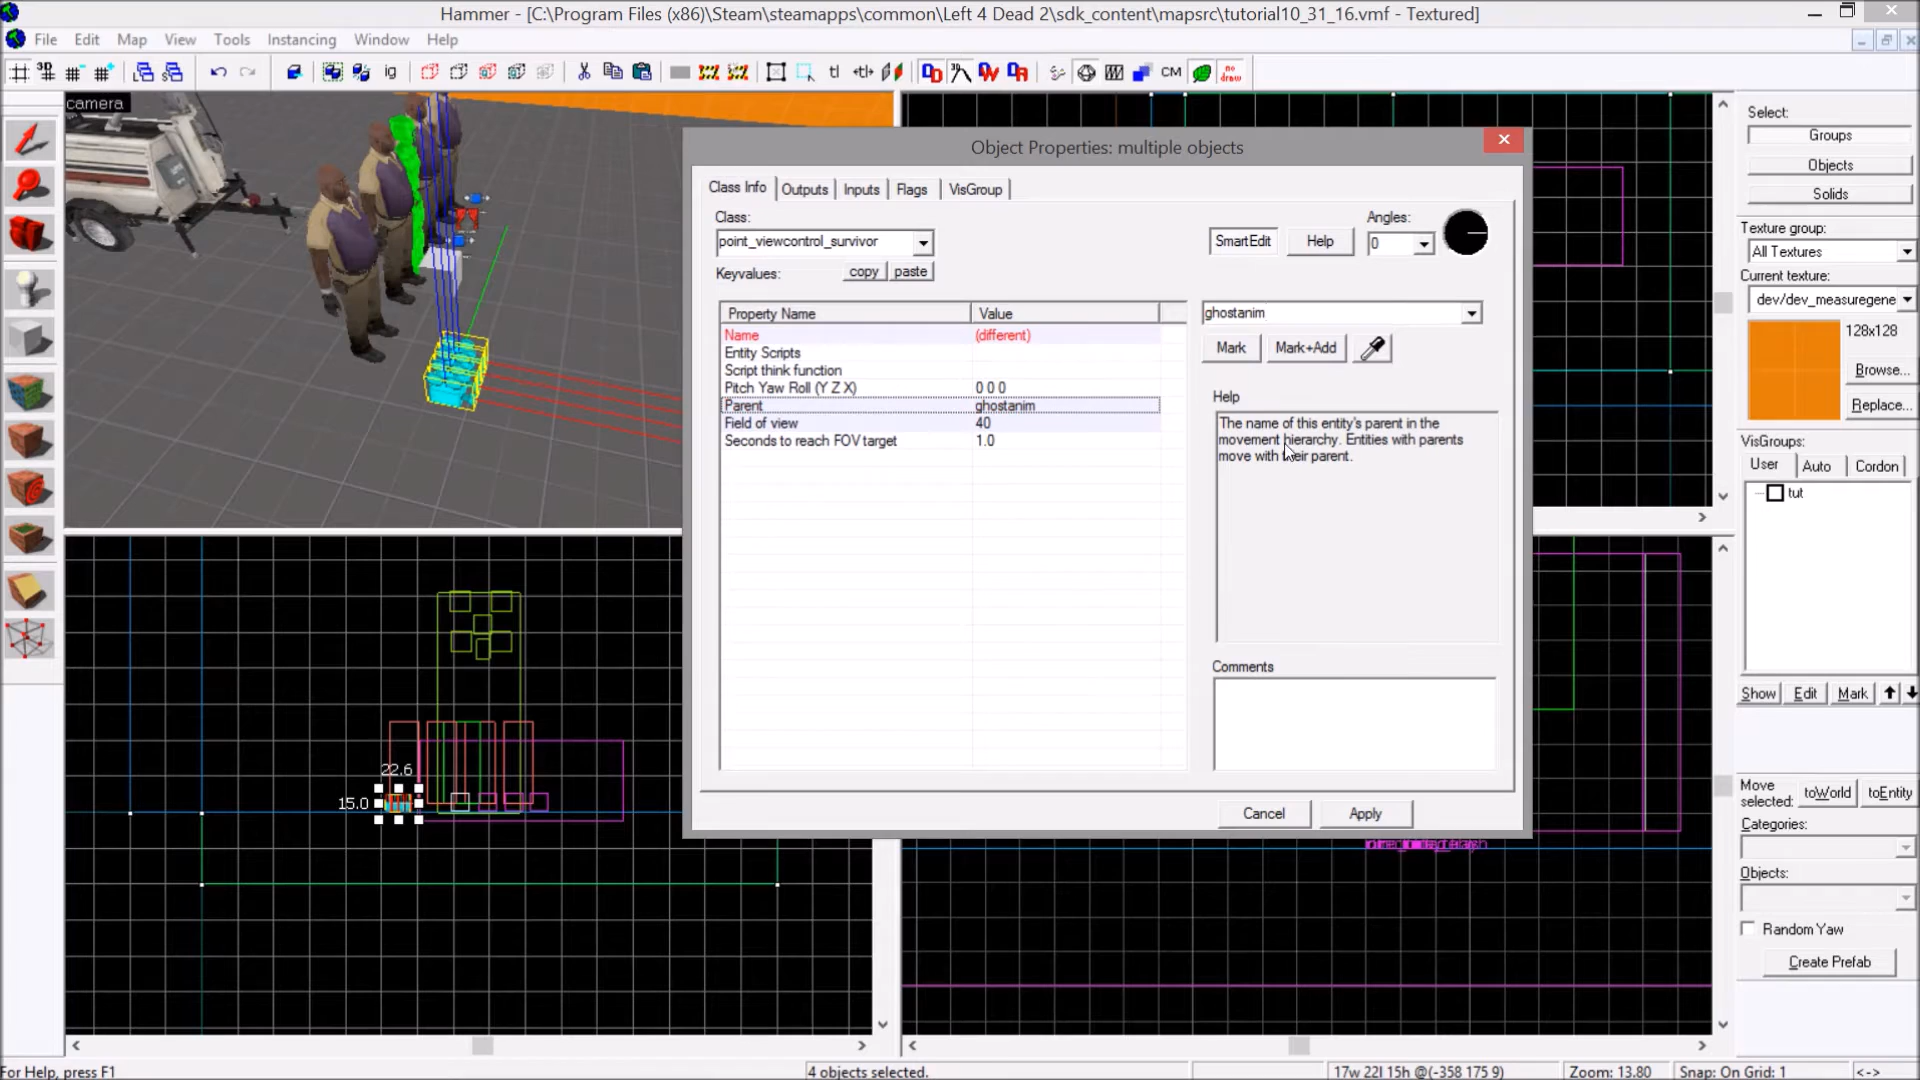 Hammer - [C:\Program Files (x86)\Steam\steamapps\common\Left 4 Dead 2\sdk_content\mapsrc\tutorial10_31_16.vmf - Textured]
File Edit Map View Tools Instancing Window Help
3D
ig
tl
CM
no draw
camera
Object Properties: multiple objects
Class Info Outputs Inputs Flags VisGroup
Class:
point_viewcontrol_survivor
SmartEdit
Help
Angles:
0
Keyvalues:
copy
paste
Property Name Value
Name (different)
Entity Scripts
Script think function
Pitch Yaw Roll (Y Z X) 0 0 0
Parent ghostanim
Field of view 40
Seconds to reach FOV target 1.0
ghostanim
Mark
Mark+Add
Help
The name of this entity's parent in the
movement hierarchy. Entities with parents
move with their parent.
Comments
Cancel
Apply
22.6
15.0
Select:
Groups
Objects
Solids
Texture group:
All Textures
Current texture:
dev/dev_measuregene
128x128
Browse...
Replace...
VisGroups:
User Auto Cordon
tut
Show Edit Mark
Move
selected:
toWorld
toEntity
Categories:
Objects:
Random Yaw
Create Prefab
For Help, press F1
4 objects selected.
17w 22l 15h @(-358 175 9)
Zoom: 13.80
Snap: On Grid: 1
<->